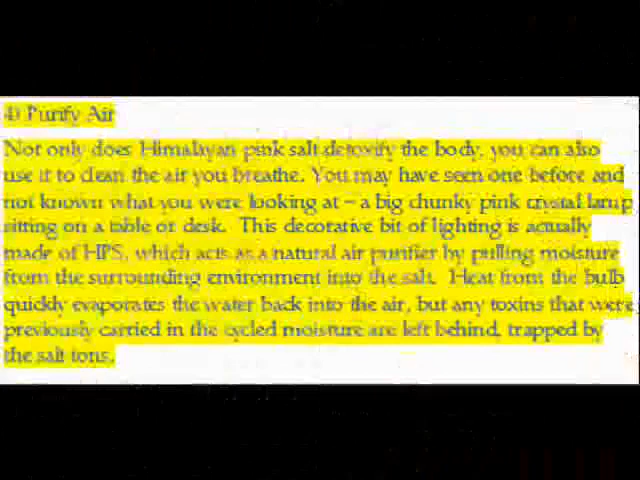 4) Purify Air
Not only does Himalayan pink salt detoxify the body, you can also
use it to clean the air you breathe. You may have seen one before and
not known what you were looking at – a big chunky pink crystal lamp
sitting on a table or desk. This decorative bit of lighting is actually
made of HPS, which acts as a natural air purifier by pulling moisture
from the surrounding environment into the salt. Heat from the bulb
quickly evaporates the water back into the air, but any toxins that were
previously carried in the cycled moisture are left behind, trapped by
the salt tons.